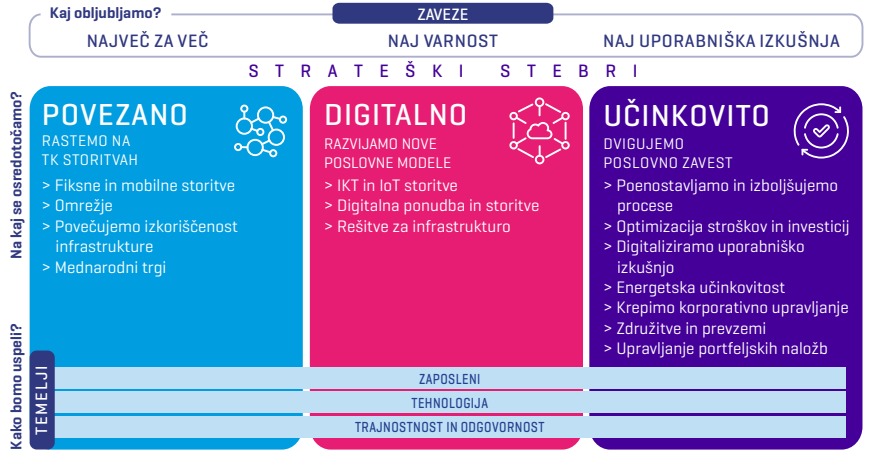 Kaj obljubljamo?
ZAVEZE
NAJVEČ ZA VEČ
NAJ VARNOST
NAJ UPORABNIŠKA IZKUŠNJA
STRATEŠKI STEBRI
Na kaj se osredotočamo?
POVEZANO
RASTEMO NA
TK STORITVAH
> Fiksne in mobilne storitve
> Omrežje
> Povečujemo izkoriščenost
infrastrukture
> Mednarodni trgi
DIGITALNO
RAZVIJAMO NOVE
POSLOVNE MODELE
> IKT in IoT storitve
> Digitalna ponudba in storitve
> Rešitve za infrastrukturo
UČINKOVITO
DVIGUJEMO
POSLOVNO ZAVEST
> Poenostavljamo in izboljšujemo
procese
> Optimizacija stroškov in investicij
> Digitaliziramo uporabniško
izkušnjo
> Energetska učinkovitost
> Krepimo korporativno upravljanje
> Združitve in prevzemi
> Upravljanje portfeljskih naložb
Kako bomo uspeli?
TEMELJI
ZAPOSLENI
TEHNOLOGIJA
TRAJNOSTNOST IN ODGOVORNOST